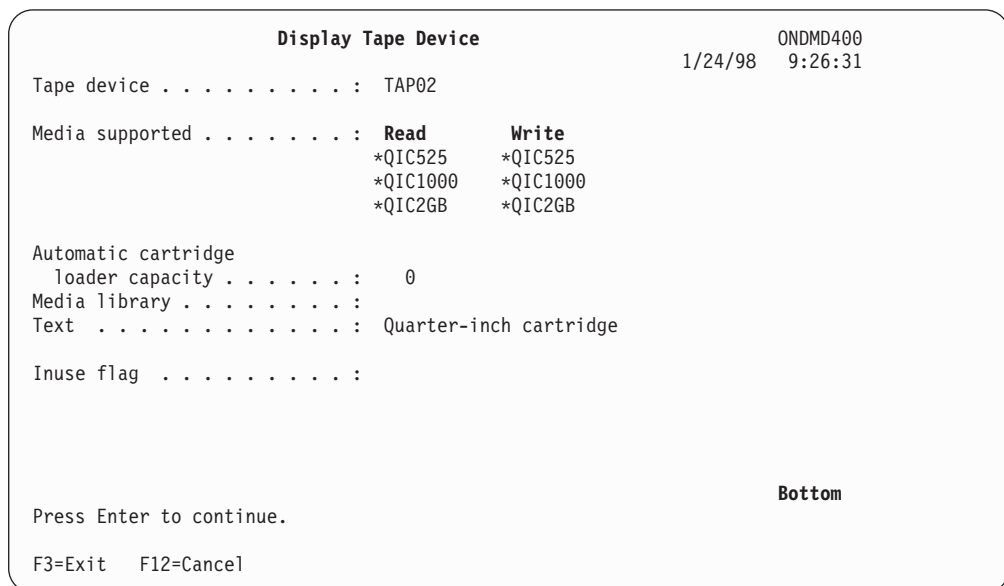 Display Tape Device ONDMD400
1/24/98 9:26:31
Tape device . . . . . . . . . : TAP02
Media supported . . . . . . . : Read Write
*QIC525 *QIC525
*QIC1000 *QIC1000
*QIC2GB *QIC2GB
Automatic cartridge
loader capacity . . . . . . : 0
Media library . . . . . . . . :
Text . . . . . . . . . . . . : Quarter-inch cartridge
Inuse flag . . . . . . . . . :
Bottom
Press Enter to continue.
F3=Exit F12=Cancel